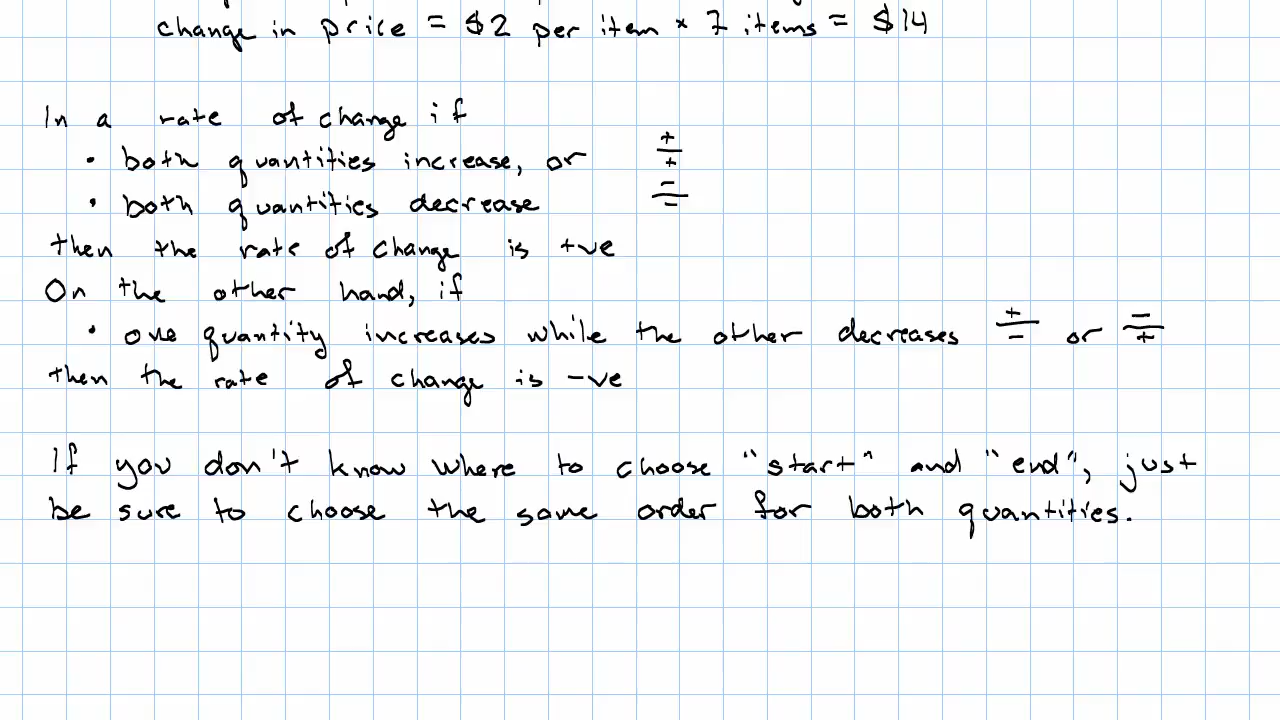 change in price = $2 per item × 7 items = $14
In a rate of change if
• both quantities increase, or +/+
• both quantities decrease −/−
then the rate of change is +ve
On the other hand, if
• one quantity increases while the other decreases +/− or −/+
then the rate of change is -ve
If you don't know where to choose "start" and "end", just
be sure to choose the same order for both quantities.